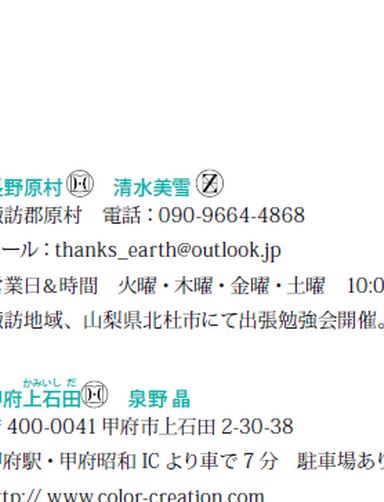 長野原村 清水美雪
諏訪郡原村 電話：090-9664-4868
ール：thanks_earth@outlook.jp
営業日&時間 火曜・木曜・金曜・土曜 10:0
諏訪地域、山梨県北杜市にて出張勉強会開催。
かみいしだ
甲府上石田 泉野 晶
〒400-0041 甲府市上石田 2-30-38
甲府駅・甲府昭和 IC より車で 7 分 駐車場あり
http:// www.color-creation.com